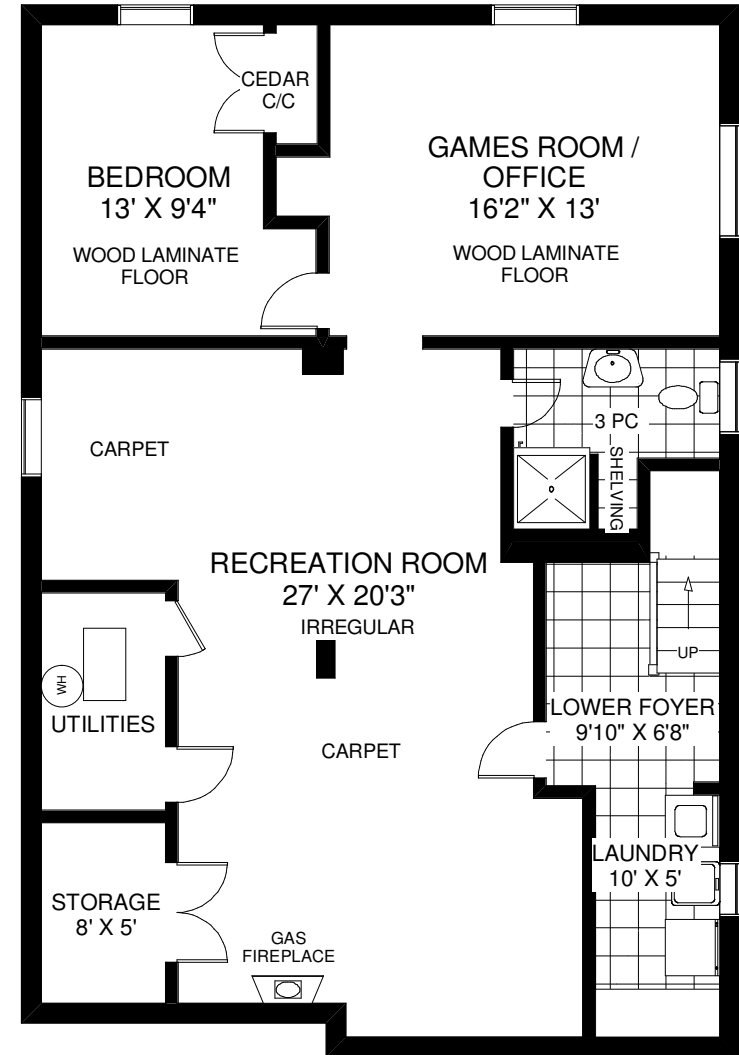 CEDAR
C/C
BEDROOM
13' X 9'4"
WOOD LAMINATE
FLOOR
GAMES ROOM /
OFFICE
16'2" X 13'
WOOD LAMINATE
FLOOR
CARPET
3 PC
SHELVING
RECREATION ROOM
27' X 20'3"
IRREGULAR
UP
WH
UTILITIES
LOWER FOYER
9'10" X 6'8"
CARPET
LAUNDRY
10' X 5'
STORAGE
8' X 5'
GAS
FIREPLACE